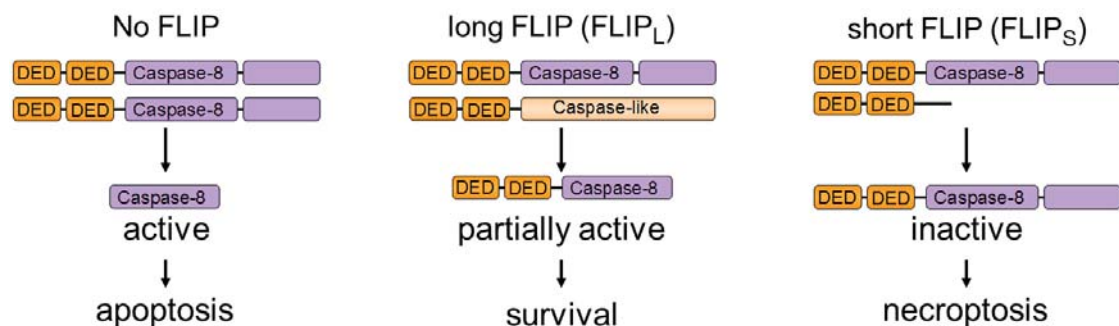 No FLIP
DED DED Caspase-8
DED DED Caspase-8
Caspase-8
active
apoptosis
long FLIP (FLIPL)
DED DED Caspase-8
DED DED Caspase-like
DED DED Caspase-8
partially active
survival
short FLIP (FLIPS)
DED DED Caspase-8
DED DED
DED DED Caspase-8
inactive
necroptosis